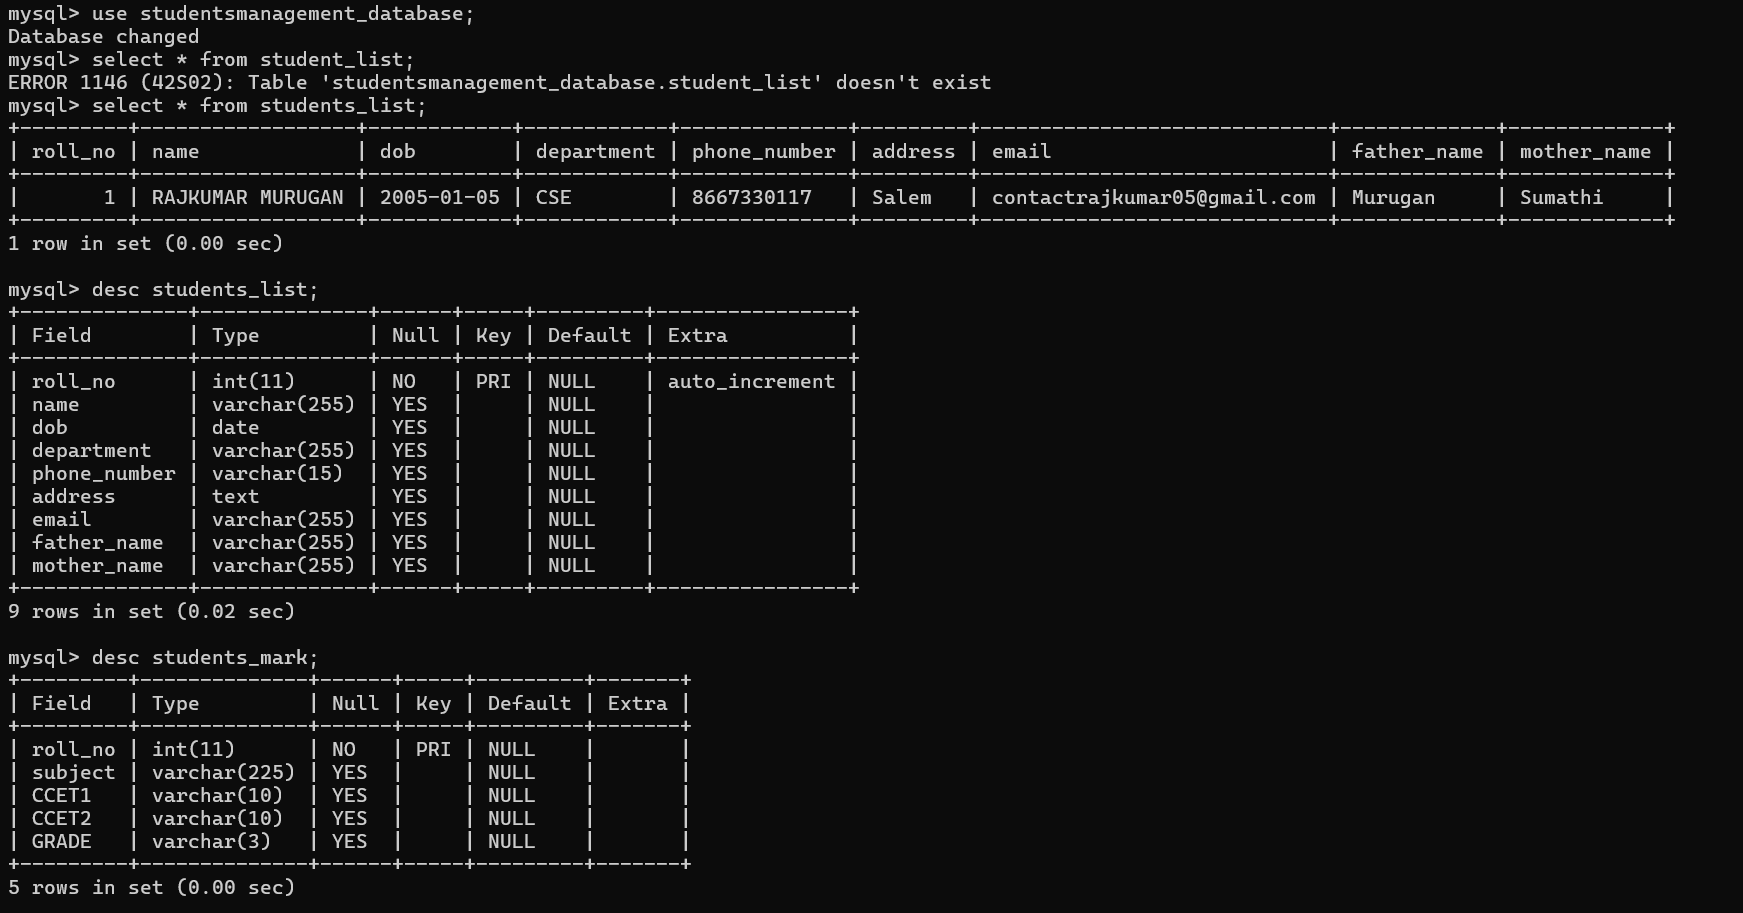 mysql> use studentsmanagement_database;
Database changed
mysql> select * from student_list;
ERROR 1146 (42S02): Table 'studentsmanagement_database.student_list' doesn't exist
mysql> select * from students_list;
+---------+------------------+------------+------------+--------------+---------+-----------------------------+-------------+-------------+
| roll_no | name             | dob        | department | phone_number | address | email                       | father_name | mother_name |
+---------+------------------+------------+------------+--------------+---------+-----------------------------+-------------+-------------+
|       1 | RAJKUMAR MURUGAN | 2005-01-05 | CSE        | 8667330117   | Salem   | contactrajkumar05@gmail.com | Murugan     | Sumathi     |
+---------+------------------+------------+------------+--------------+---------+-----------------------------+-------------+-------------+
1 row in set (0.00 sec)

mysql> desc students_list;
+--------------+--------------+------+-----+---------+----------------+
| Field        | Type         | Null | Key | Default | Extra          |
+--------------+--------------+------+-----+---------+----------------+
| roll_no      | int(11)      | NO   | PRI | NULL    | auto_increment |
| name         | varchar(255) | YES  |     | NULL    |                |
| dob          | date         | YES  |     | NULL    |                |
| department   | varchar(255) | YES  |     | NULL    |                |
| phone_number | varchar(15)  | YES  |     | NULL    |                |
| address      | text         | YES  |     | NULL    |                |
| email        | varchar(255) | YES  |     | NULL    |                |
| father_name  | varchar(255) | YES  |     | NULL    |                |
| mother_name  | varchar(255) | YES  |     | NULL    |                |
+--------------+--------------+------+-----+---------+----------------+
9 rows in set (0.02 sec)

mysql> desc students_mark;
+---------+--------------+------+-----+---------+-------+
| Field   | Type         | Null | Key | Default | Extra |
+---------+--------------+------+-----+---------+-------+
| roll_no | int(11)      | NO   | PRI | NULL    |       |
| subject | varchar(225) | YES  |     | NULL    |       |
| CCET1   | varchar(10)  | YES  |     | NULL    |       |
| CCET2   | varchar(10)  | YES  |     | NULL    |       |
| GRADE   | varchar(3)   | YES  |     | NULL    |       |
+---------+--------------+------+-----+---------+-------+
5 rows in set (0.00 sec)